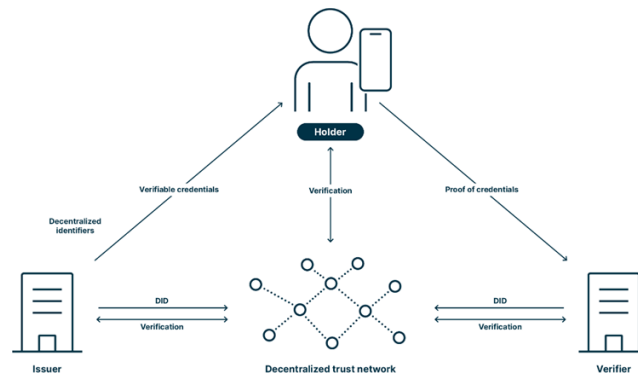 Holder
Verifiable credentials
Verification
Proof of credentials
Decentralized
identifiers
DID
Verification
DID
Verification
Issuer
Decentralized trust network
Verifier